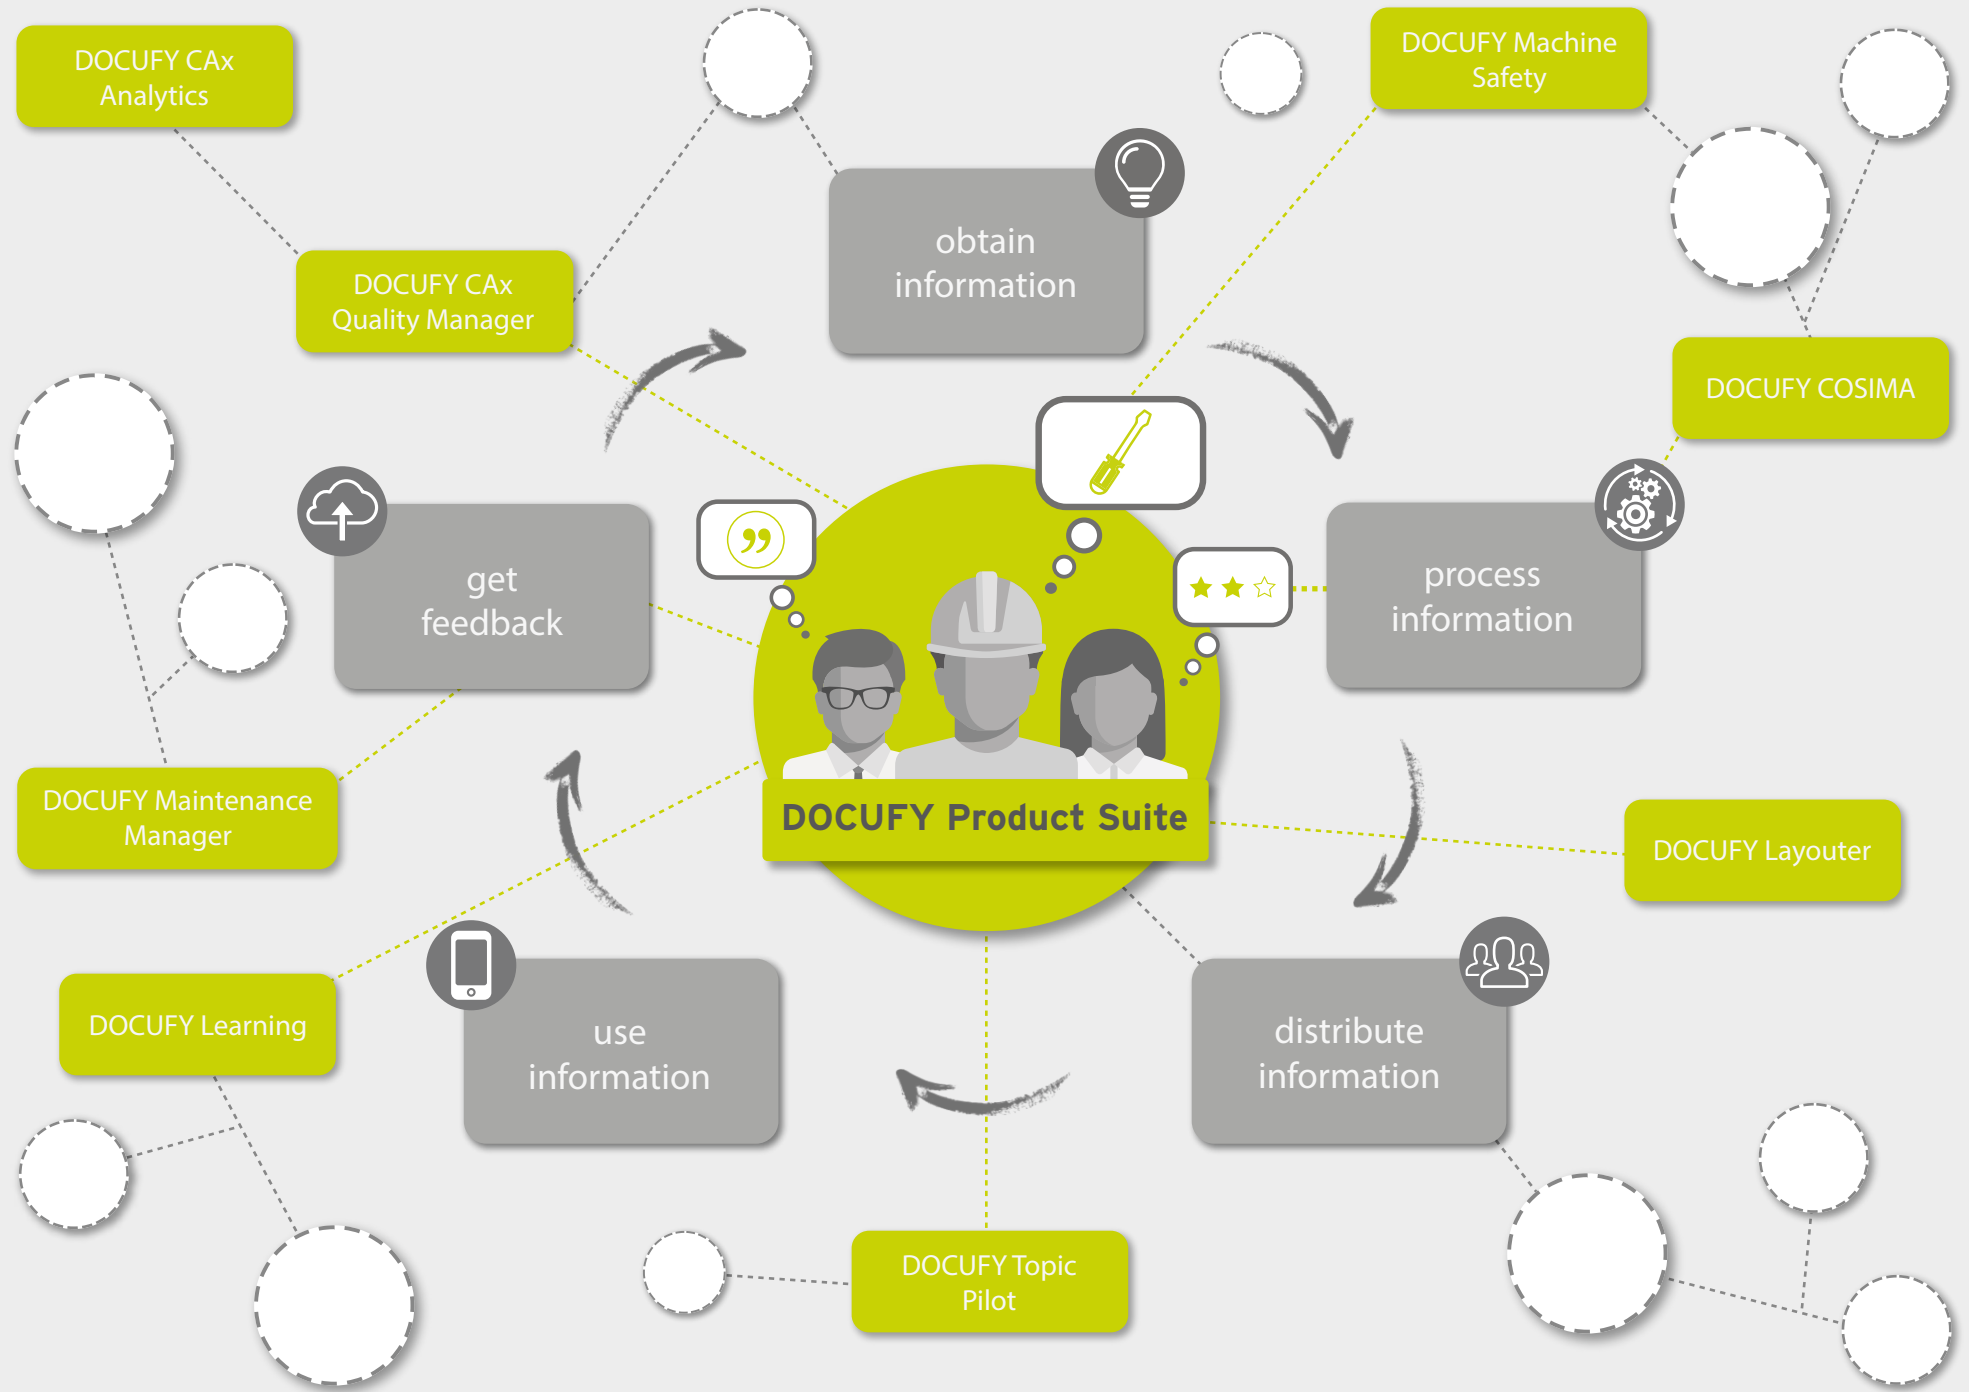 DOCUFY CAx
Analytics
DOCUFY Machine
Safety
obtain
information
DOCUFY CAx
Quality Manager
DOCUFY COSIMA
get
feedback
process
information
DOCUFY Maintenance
Manager
DOCUFY Product Suite
DOCUFY Layouter
DOCUFY Learning
use
information
distribute
information
DOCUFY Topic
Pilot